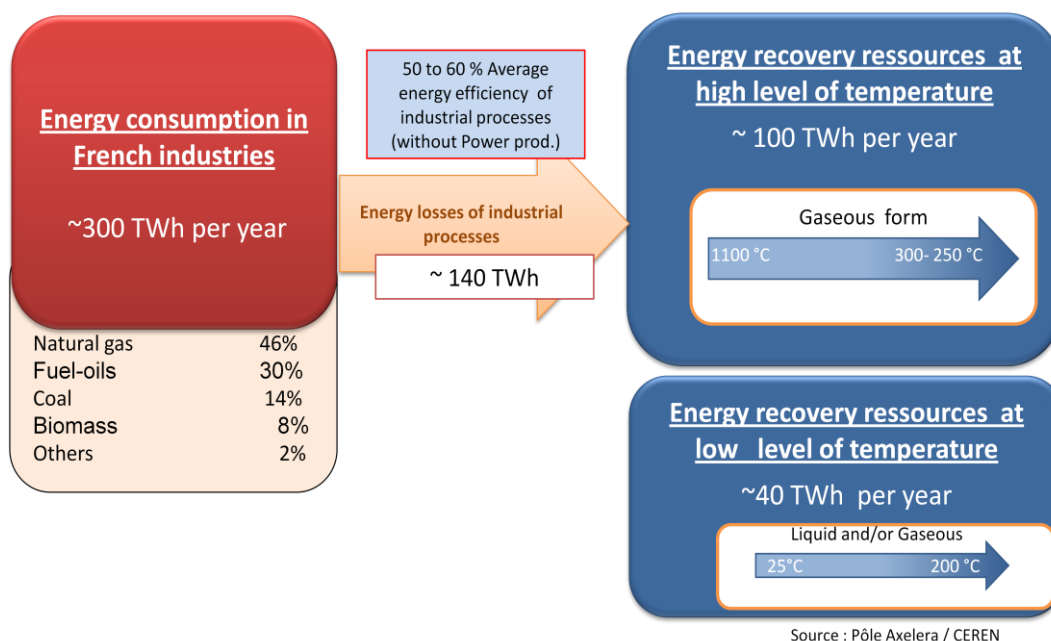 Energy consumption in
French industries
~300 TWh per year
Natural gas 46%
Fuel-oils 30%
Coal 14%
Biomass 8%
Others 2%
50 to 60 % Average
energy efficiency of
industrial processes
(without Power prod.)
Energy losses of industrial
processes
~ 140 TWh
Energy recovery ressources at
high level of temperature
~ 100 TWh per year
Gaseous form
1100 °C 300- 250 °C
Energy recovery ressources at
low level of temperature
~40 TWh per year
Liquid and/or Gaseous
25°C 200 °C
Source : Pôle Axelera / CEREN